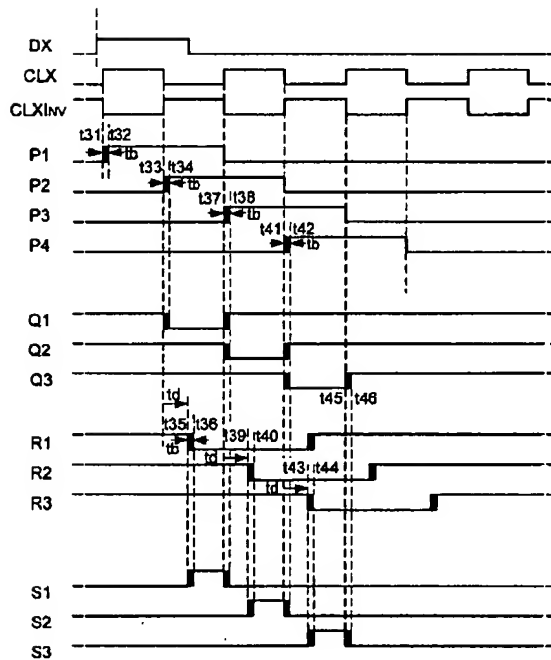 DX
CLX
CLXINV
t31 t32
P1
tb
t33 t34
P2
tb
t37 t38
P3
tb
t41 t42
P4
tb
Q1
Q2
Q3
t45 t46
td
t35 t36
t39 t40
R1
tb
td
t43 t44
R2
td
R3
S1
S2
S3